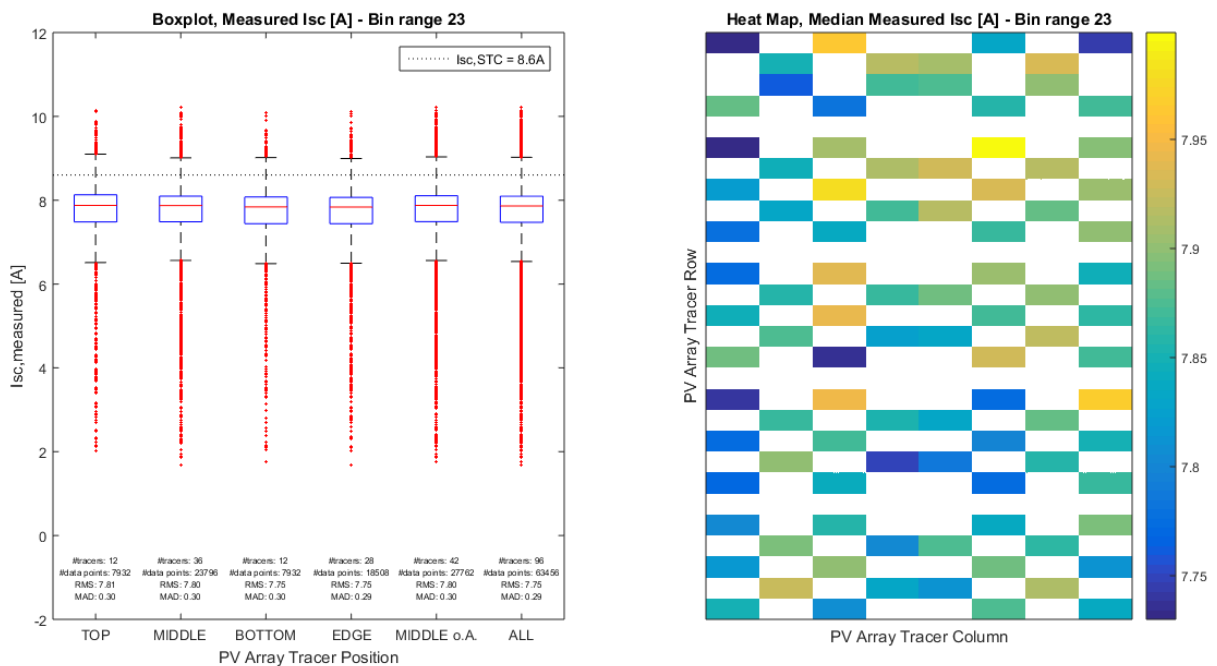 Boxplot, Measured Isc [A] - Bin range 23
Isc,STC = 8.6A
12
10
8
6
4
2
0
-2
Isc,measured [A]
#tracers: 12
#data points: 7932
RMS: 7.81
MAD: 0.30
#tracers: 36
#data points: 23796
RMS: 7.80
MAD: 0.30
#tracers: 12
#data points: 7932
RMS: 7.75
MAD: 0.30
#tracers: 28
#data points: 18508
RMS: 7.75
MAD: 0.29
#tracers: 42
#data points: 27762
RMS: 7.80
MAD: 0.30
#tracers: 96
#data points: 63456
RMS: 7.75
MAD: 0.29
TOP
MIDDLE
BOTTOM
EDGE
MIDDLE o.A.
ALL
PV Array Tracer Position
Heat Map, Median Measured Isc [A] - Bin range 23
PV Array Tracer Row
PV Array Tracer Column
7.95
7.9
7.85
7.8
7.75